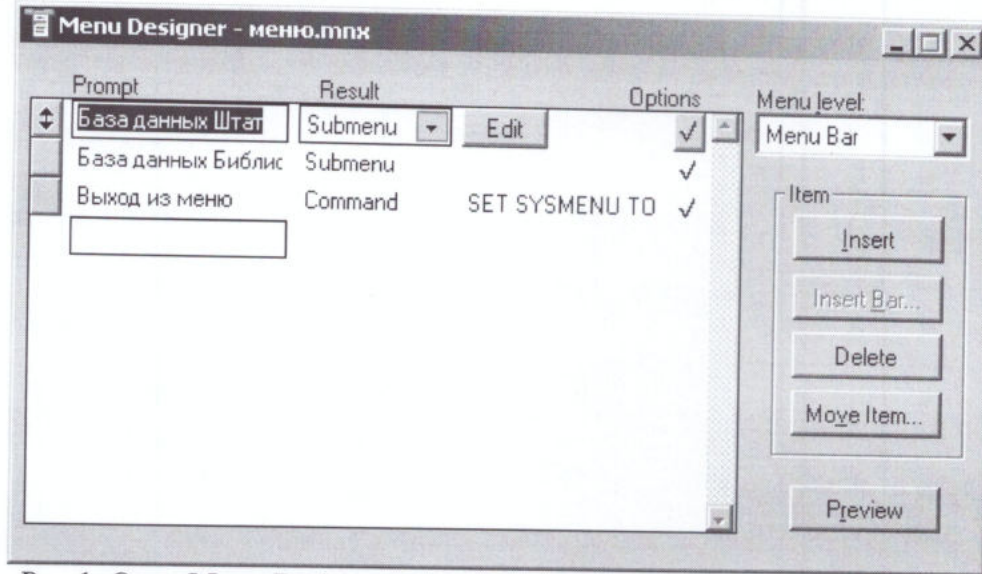 Menu Designer - меню.mnx
Prompt Result Options
База данных Штат Submenu Edit
База данных Библис Submenu
Выход из меню Command SET SYSMENU TO
Menu level:
Menu Bar
Item
Insert
Insert Bar...
Delete
Move Item...
Preview